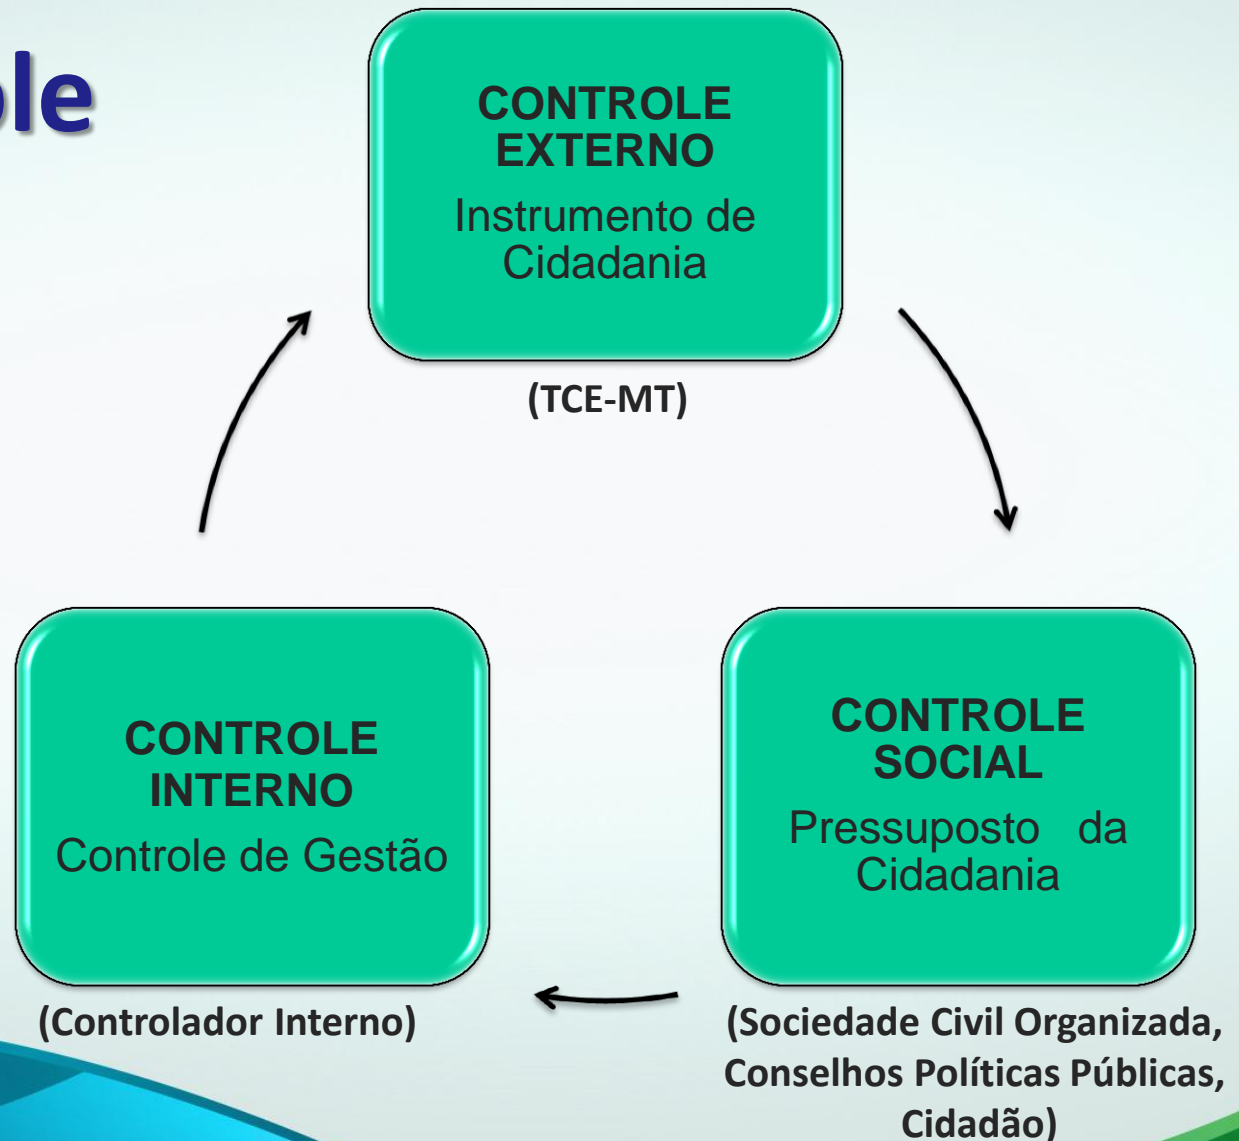 ole
CONTROLE
EXTERNO
Instrumento de
Cidadania
(TCE-MT)
CONTROLE
INTERNO
Controle de Gestão
(Controlador Interno)
CONTROLE
SOCIAL
Pressuposto da
Cidadania
(Sociedade Civil Organizada,
Conselhos Políticas Públicas,
Cidadão)